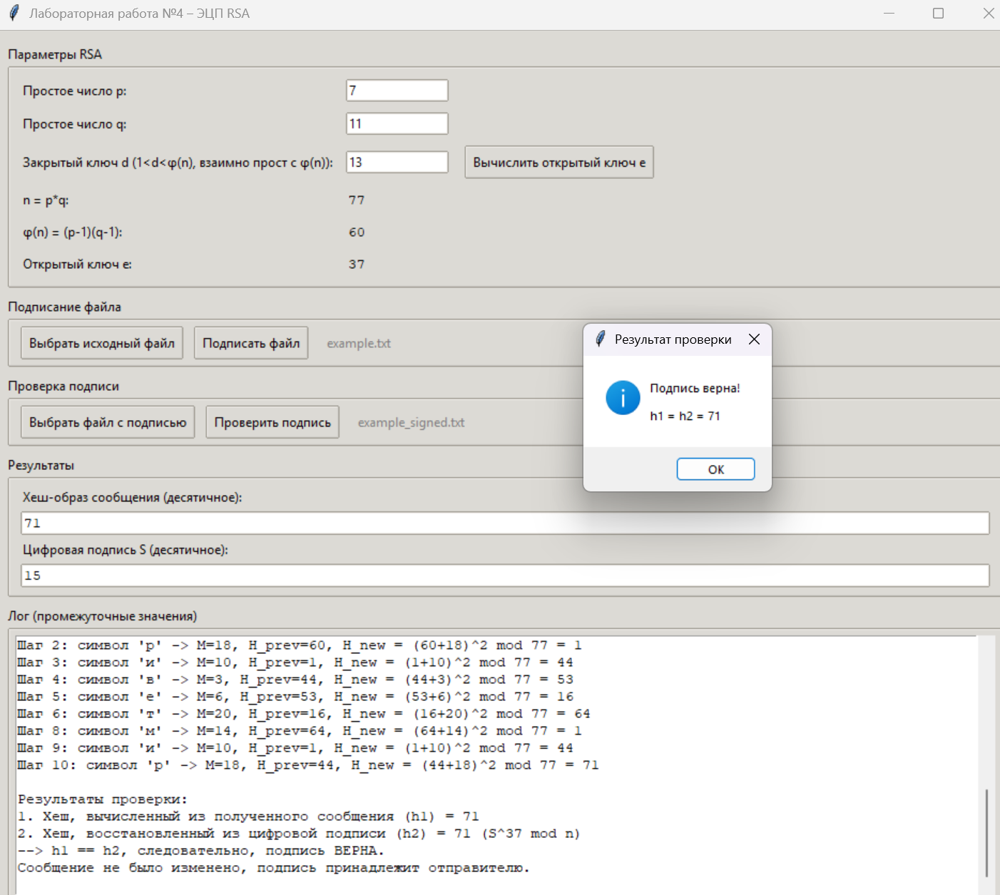 Лабораторная работа №4 – ЭЦП RSA
Параметры RSA
Простое число p: 7
Простое число q: 11
Закрытый ключ d (1<d<φ(n), взаимно прост с φ(n)): 13 Вычислить открытый ключ e
n = p*q: 77
φ(n) = (p-1)(q-1): 60
Открытый ключ e: 37
Подписание файла
Выбрать исходный файл Подписать файл example.txt
Проверка подписи
Выбрать файл с подписью Проверить подпись example_signed.txt
Результат проверки
Подпись верна!
h1 = h2 = 71
OK
Результаты
Хеш-образ сообщения (десятичное):
71
Цифровая подпись S (десятичное):
15
Лог (промежуточные значения)
Шаг 2: символ 'р' -> M=18, H_prev=60, H_new = (60+18)^2 mod 77 = 1
Шаг 3: символ 'и' -> M=10, H_prev=1, H_new = (1+10)^2 mod 77 = 44
Шаг 4: символ 'в' -> M=3, H_prev=44, H_new = (44+3)^2 mod 77 = 53
Шаг 5: символ 'е' -> M=6, H_prev=53, H_new = (53+6)^2 mod 77 = 16
Шаг 6: символ 'т' -> M=20, H_prev=16, H_new = (16+20)^2 mod 77 = 64
Шаг 8: символ 'м' -> M=14, H_prev=64, H_new = (64+14)^2 mod 77 = 1
Шаг 9: символ 'и' -> M=10, H_prev=1, H_new = (1+10)^2 mod 77 = 44
Шаг 10: символ 'р' -> M=18, H_prev=44, H_new = (44+18)^2 mod 77 = 71
Результаты проверки:
1. Хеш, вычисленный из полученного сообщения (h1) = 71
2. Хеш, восстановленный из цифровой подписи (h2) = 71 (S^37 mod n)
--> h1 == h2, следовательно, подпись ВЕРНА.
Сообщение не было изменено, подпись принадлежит отправителю.